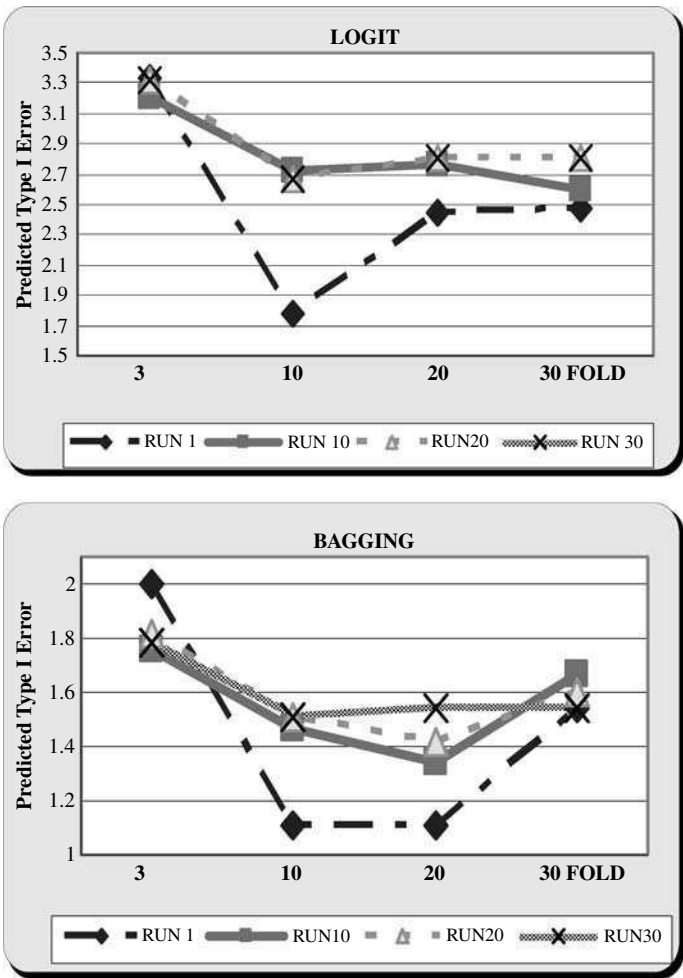 LOGIT
Predicted Type I Error
3.5
3.3
3.1
2.9
2.7
2.5
2.3
2.1
1.9
1.7
1.5
3 10 20 30 FOLD
RUN 1 RUN 10 RUN20 RUN 30
BAGGING
Predicted Type I Error
2
1.8
1.6
1.4
1.2
1
3 10 20 30 FOLD
RUN 1 RUN10 RUN20 RUN30